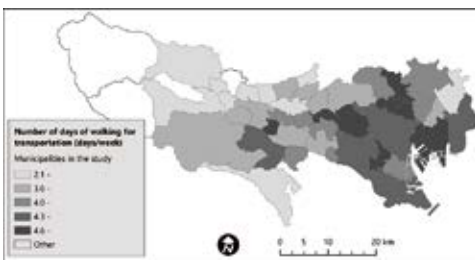 Number of days of walking for
transportation (days/week)
Municipalities in the study
2.1 -
3.6 -
4.0 -
4.3 -
4.6 -
Other
N
0 5 10 20 km